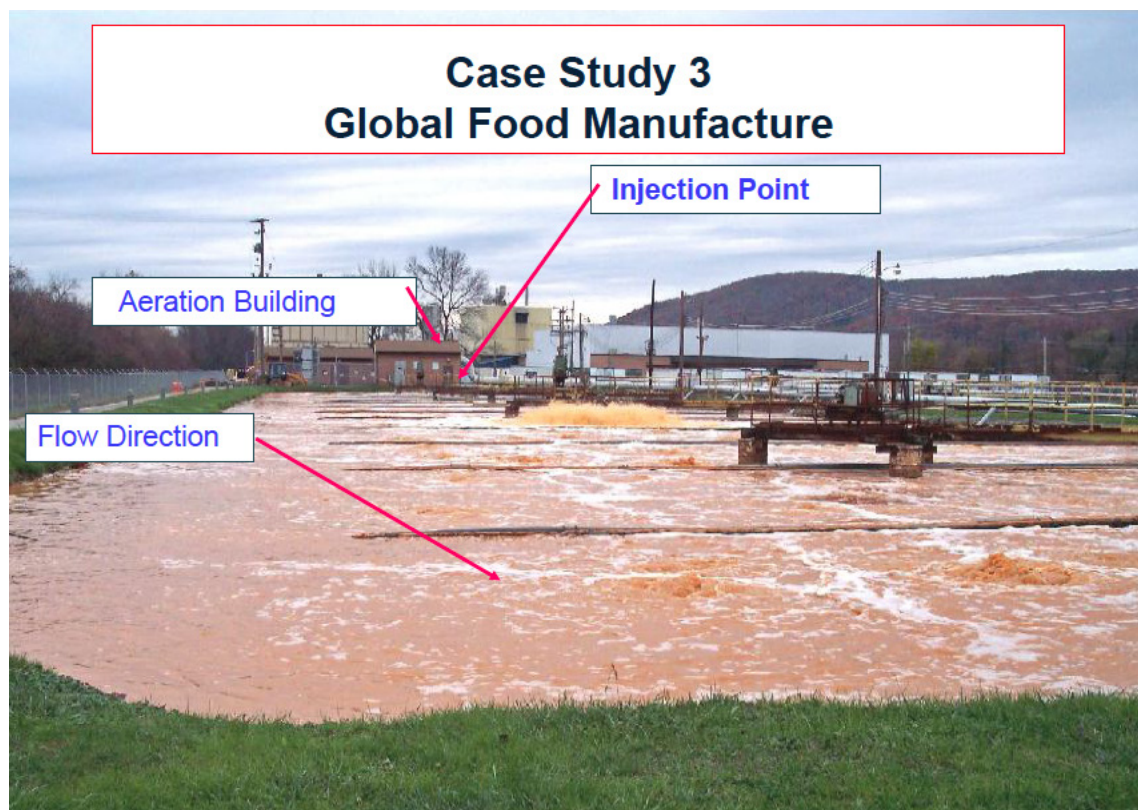 Case Study 3
Global Food Manufacture
Injection Point
Aeration Building
Flow Direction